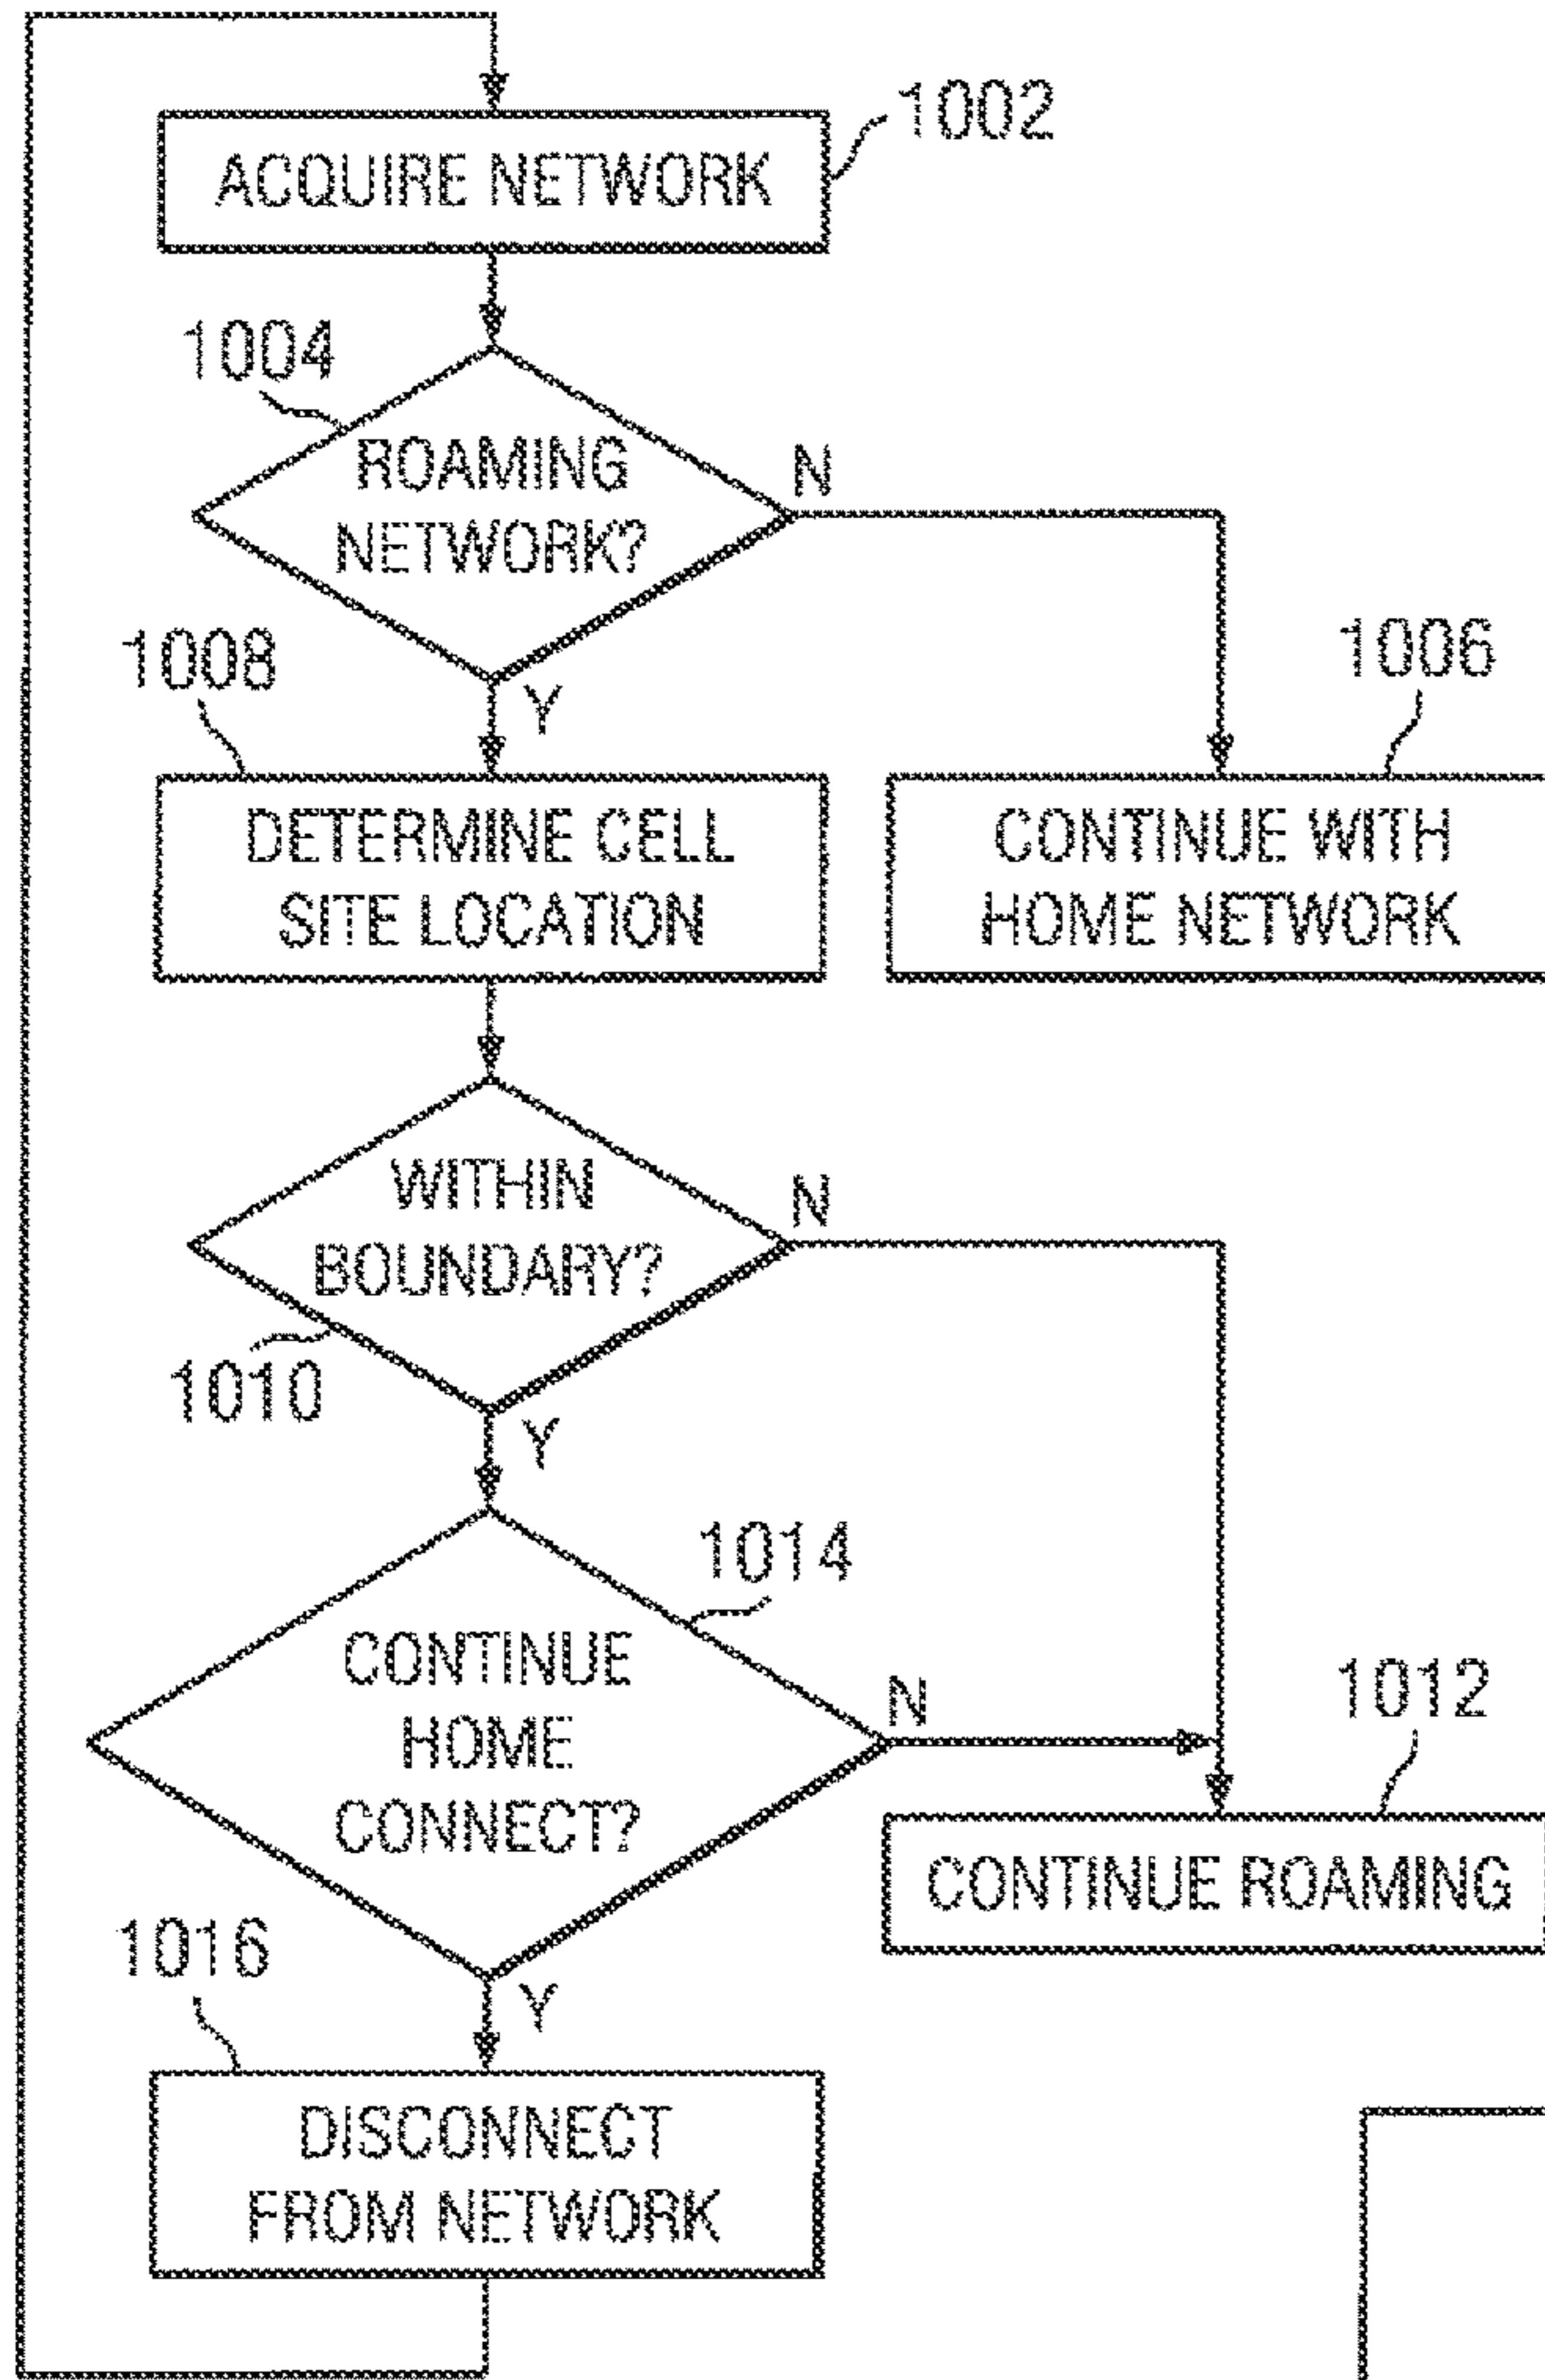 1002
ACQUIRE NETWORK
1004
ROAMING
NETWORK?
N
Y
1008
1006
DETERMINE CELL
SITE LOCATION
CONTINUE WITH
HOME NETWORK
WITHIN
BOUNDARY?
N
1010
Y
1014
CONTINUE
HOME
CONNECT?
N
1012
CONTINUE ROAMING
1016
Y
DISCONNECT
FROM NETWORK